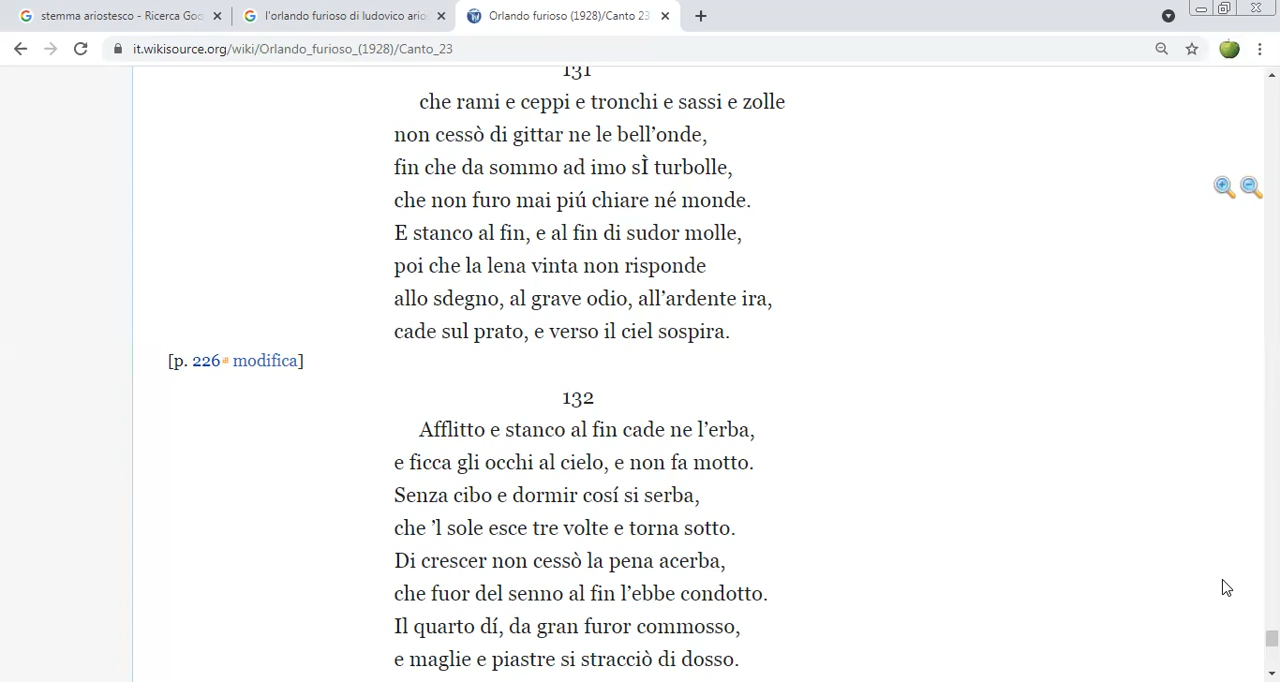 stemma ariostesco - Ricerca Goo
l'orlando furioso di ludovico ario
Orlando furioso (1928)/Canto 23
it.wikisource.org/wiki/Orlando_furioso_(1928)/Canto_23
131
che rami e ceppi e tronchi e sassi e zolle
non cessò di gittar ne le bell’onde,
fin che da sommo ad imo sÌ turbolle,
che non furo mai piú chiare né monde.
E stanco al fin, e al fin di sudor molle,
poi che la lena vinta non risponde
allo sdegno, al grave odio, all’ardente ira,
cade sul prato, e verso il ciel sospira.
[p. 226 modifica]
132
Afflitto e stanco al fin cade ne l’erba,
e ficca gli occhi al cielo, e non fa motto.
Senza cibo e dormir cosí si serba,
che ’l sole esce tre volte e torna sotto.
Di crescer non cessò la pena acerba,
che fuor del senno al fin l’ebbe condotto.
Il quarto dí, da gran furor commosso,
e maglie e piastre si stracciò di dosso.